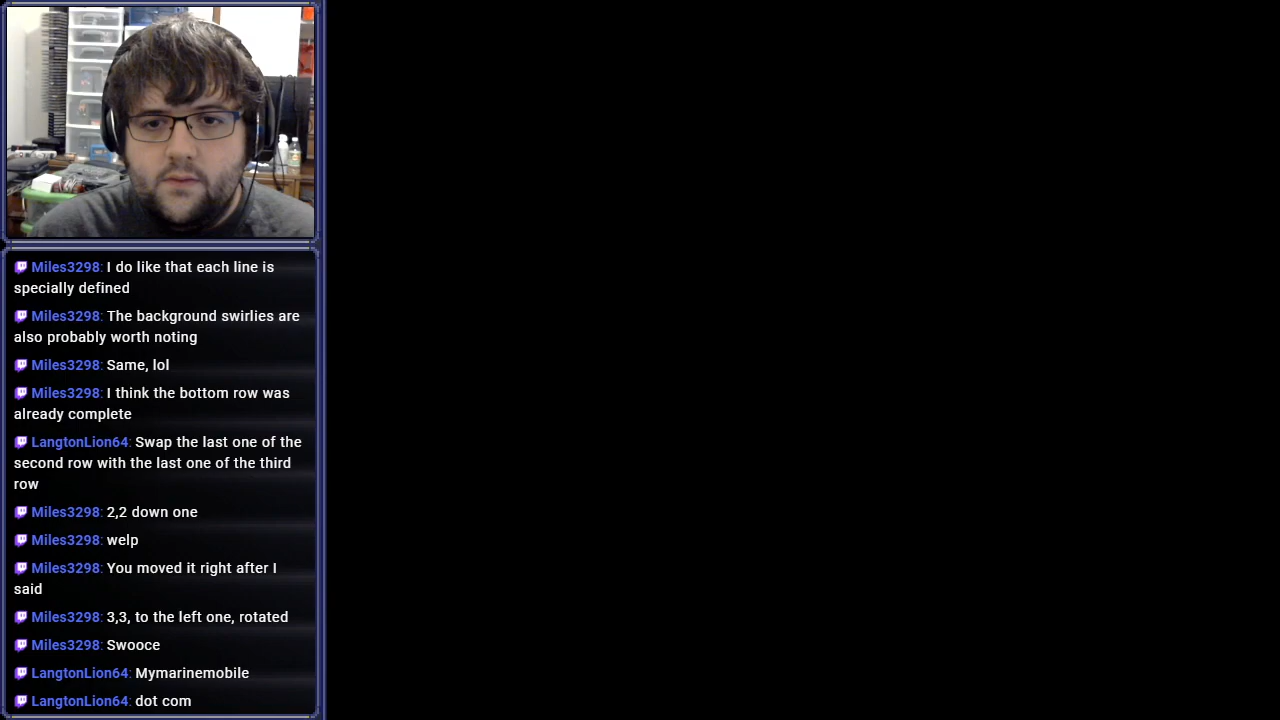 Miles3298: I do like that each line is
specially defined
Miles3298: The background swirlies are
also probably worth noting
Miles3298: Same, lol
Miles3298: I think the bottom row was
already complete
LangtonLion64: Swap the last one of the
second row with the last one of the third
row
Miles3298: 2,2 down one
Miles3298: welp
Miles3298: You moved it right after I
said
Miles3298: 3,3, to the left one, rotated
Miles3298: Swooce
LangtonLion64: Mymarinemobile
LangtonLion64: dot com